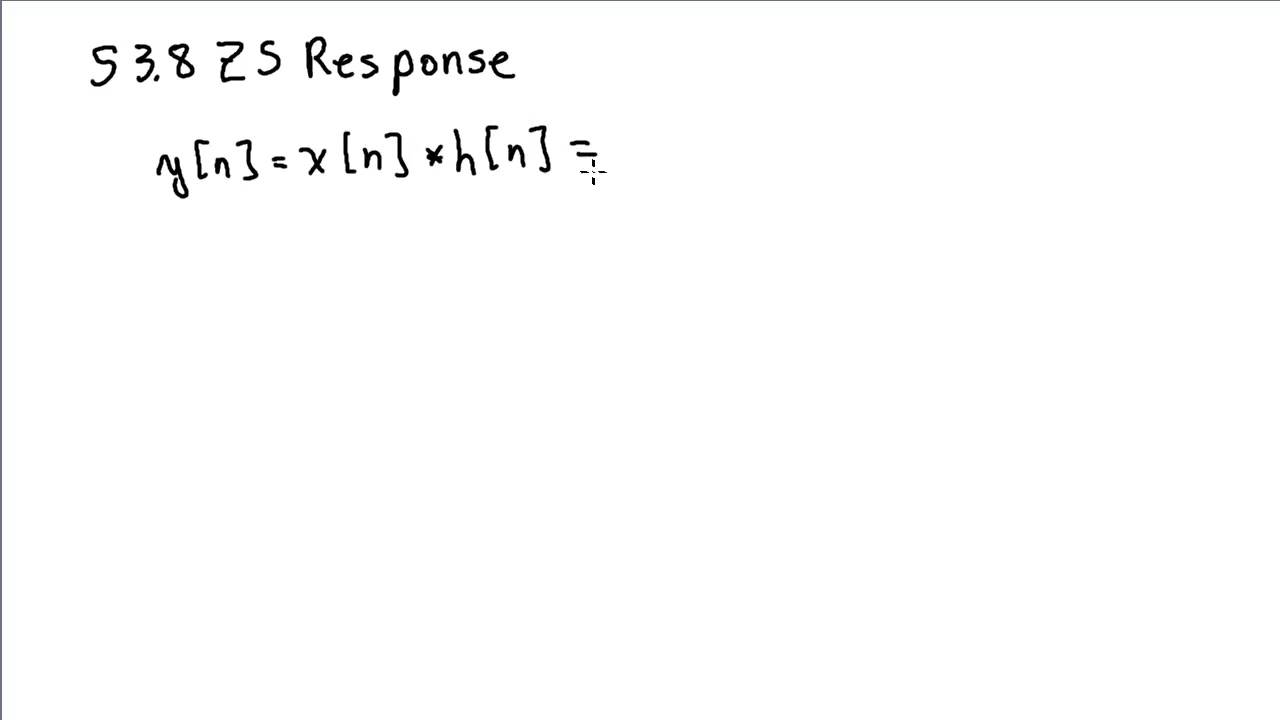 S 3.8 ZS Response
y[n] = x[n] * h[n] =